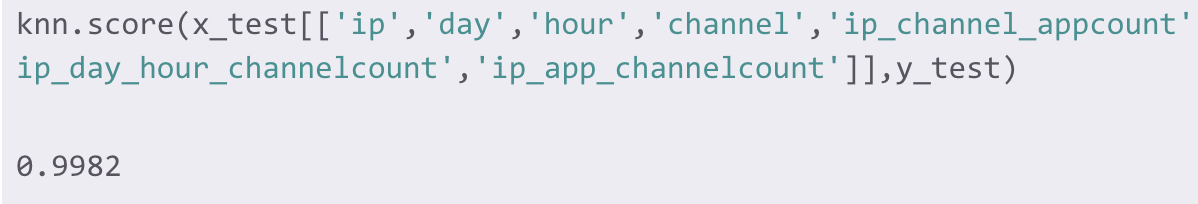 knn.score(x_test[['ip','day','hour','channel','ip_channel_appcount'
ip_day_hour_channelcount','ip_app_channelcount']],y_test)
0.9982